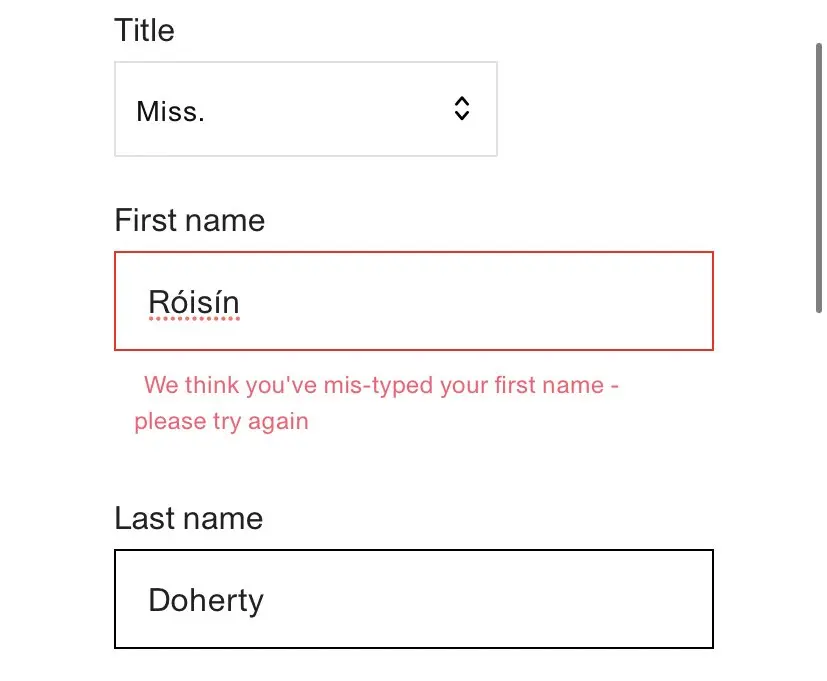 Title
Miss.
First name
Róisín
We think you've mis-typed your first name -
please try again
Last name
Doherty